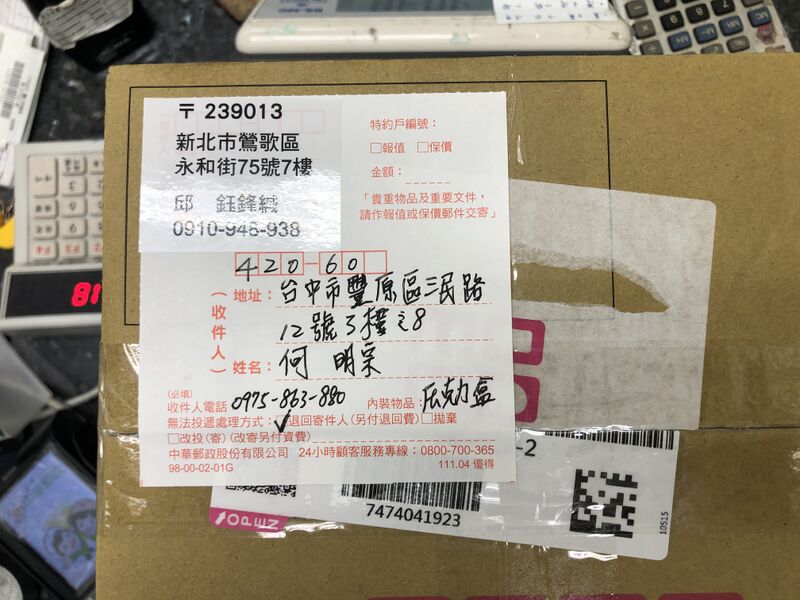 〒 239013
新北市鶯歌區
永和街75號7樓
邱 鈺鋒緘
0910-948-938
特約戶編號:
□報值 □保價
金額:
「貴重物品及重要文件,
請作報值或保價郵件交寄」
420-60
(收件人)
地址: 台中市豐原區三民路
12號3樓之8
姓名: 何 明宗
(必填)
收件人電話 0975-863-880 內裝物品: 压克力盒
無法投遞處理方式: ✓退回寄件人(另付退回費) □拋棄
□改投(寄)(改寄另付資費)
中華郵政股份有限公司 24小時顧客服務專線:0800-700-365
98-00-02-01G 111.04 優得
-2
7474041923
10515
OPEN
81